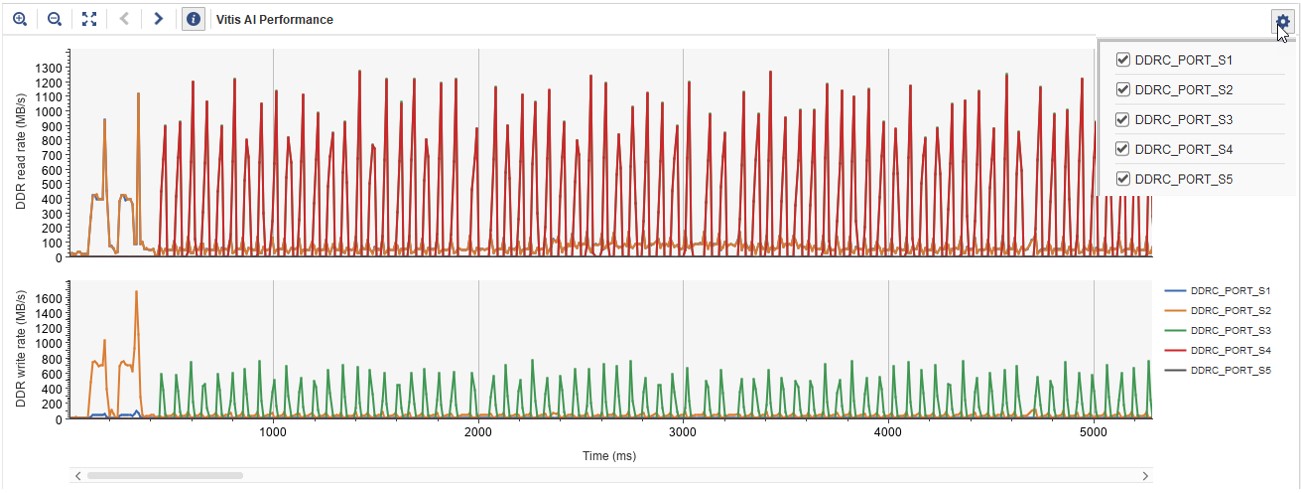 Vitis AI Performance
DDRC_PORT_S1
DDRC_PORT_S2
DDRC_PORT_S3
DDRC_PORT_S4
DDRC_PORT_S5
DDR read rate (MB/s)
1300
1200
1100
1000
900
800
700
600
500
400
300
200
100
0
DDR write rate (MB/s)
1600
1400
1200
1000
800
600
400
200
0
1000 2000 3000 4000 5000
Time (ms)
DDRC_PORT_S1
DDRC_PORT_S2
DDRC_PORT_S3
DDRC_PORT_S4
DDRC_PORT_S5